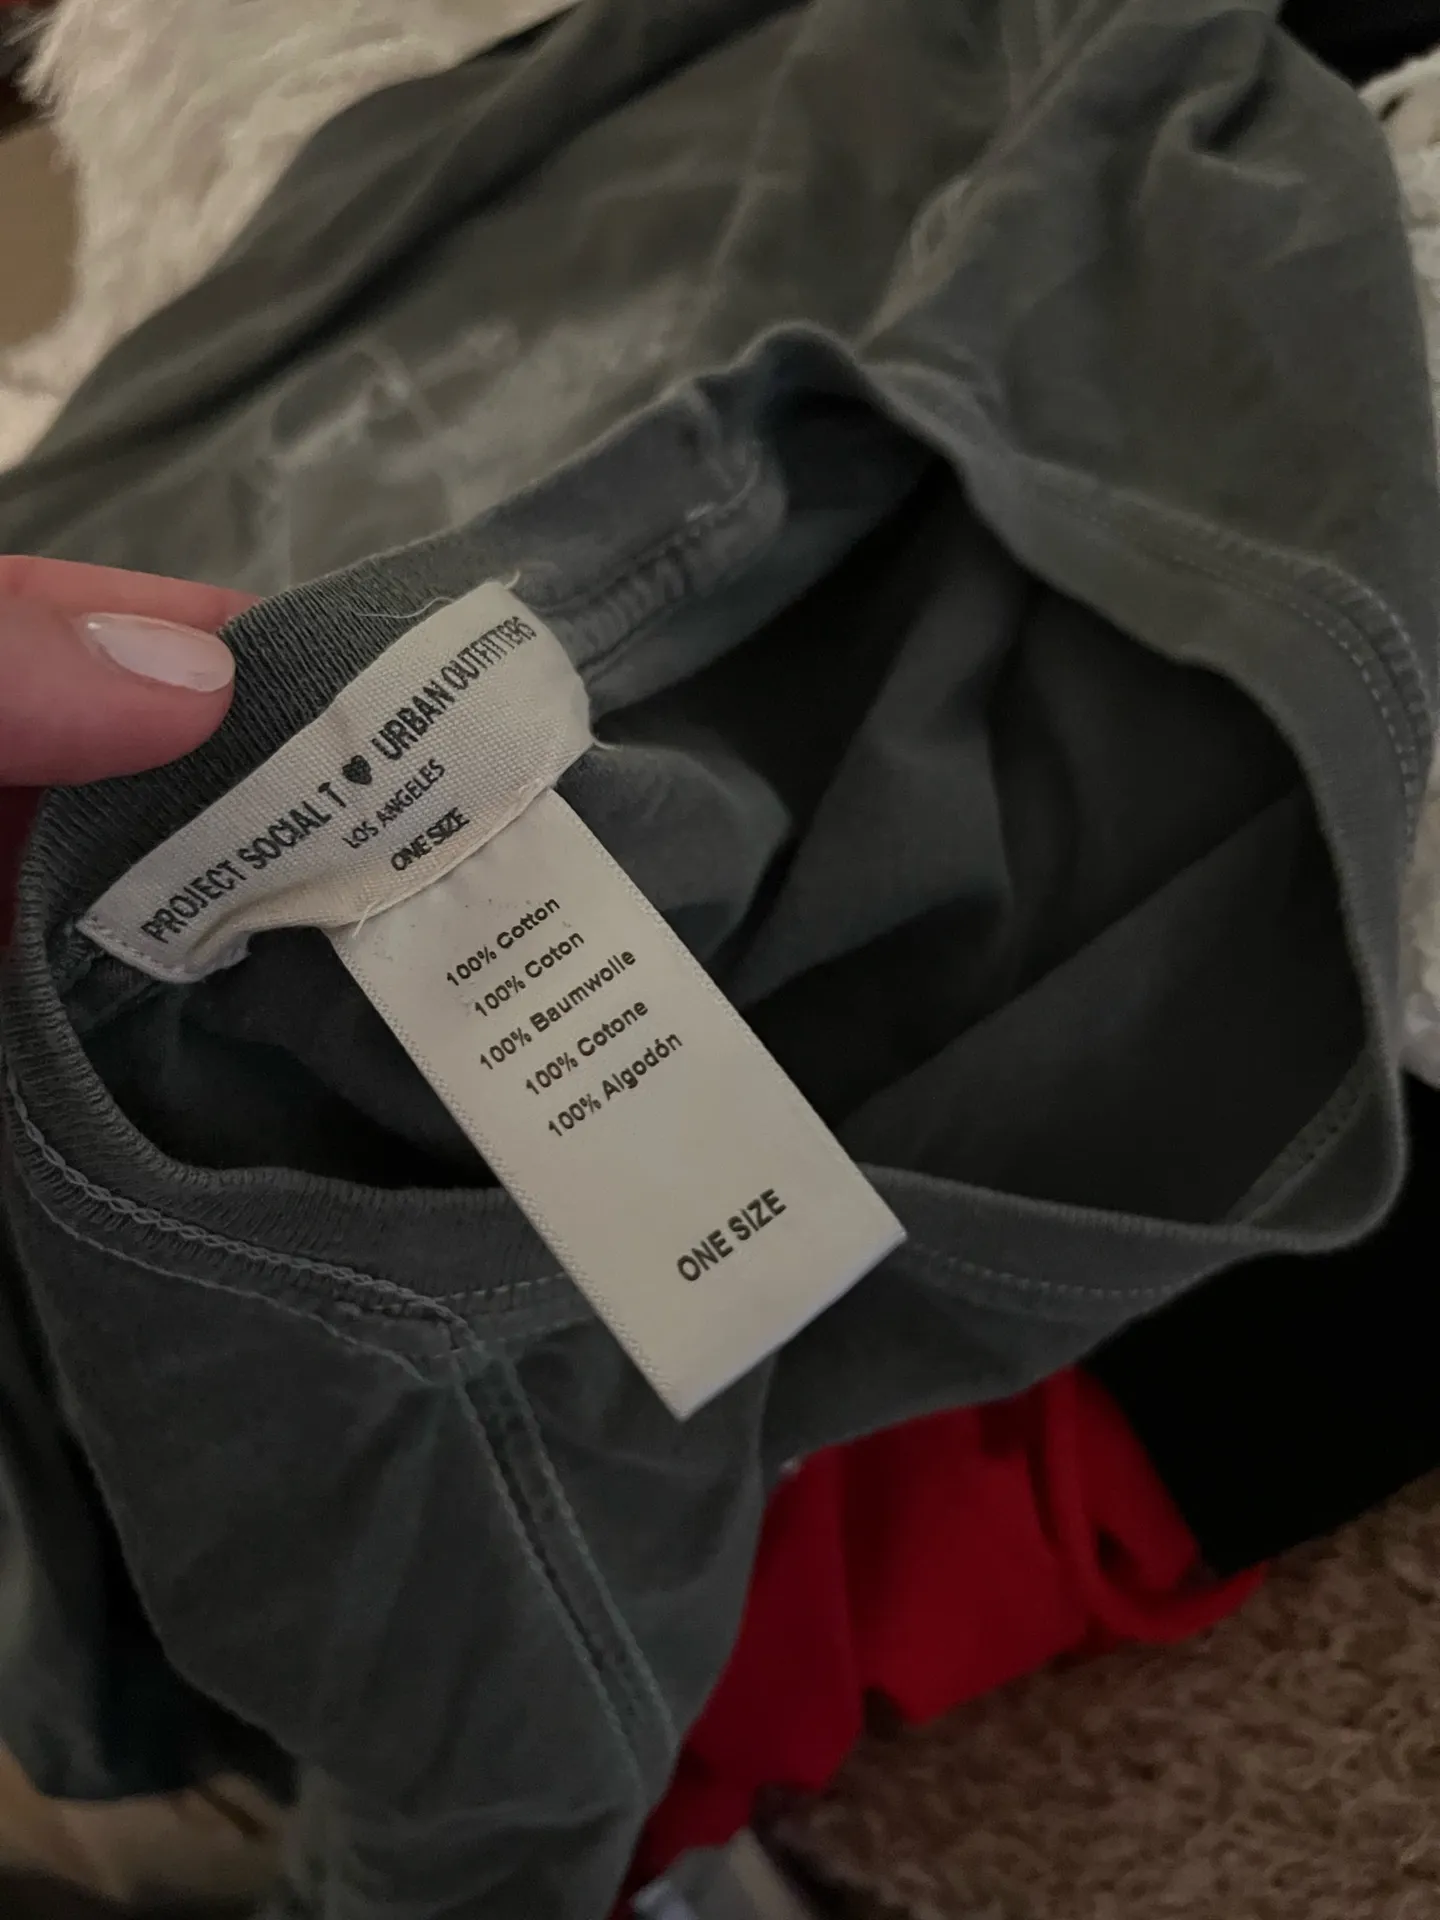 PROJECT SOCIAL T ♥ URBAN OUTFITTERS
LOS ANGELES
ONE SIZE
100% Cotton
100% Coton
100% Baumwolle
100% Cotone
100% Algodón
ONE SIZE